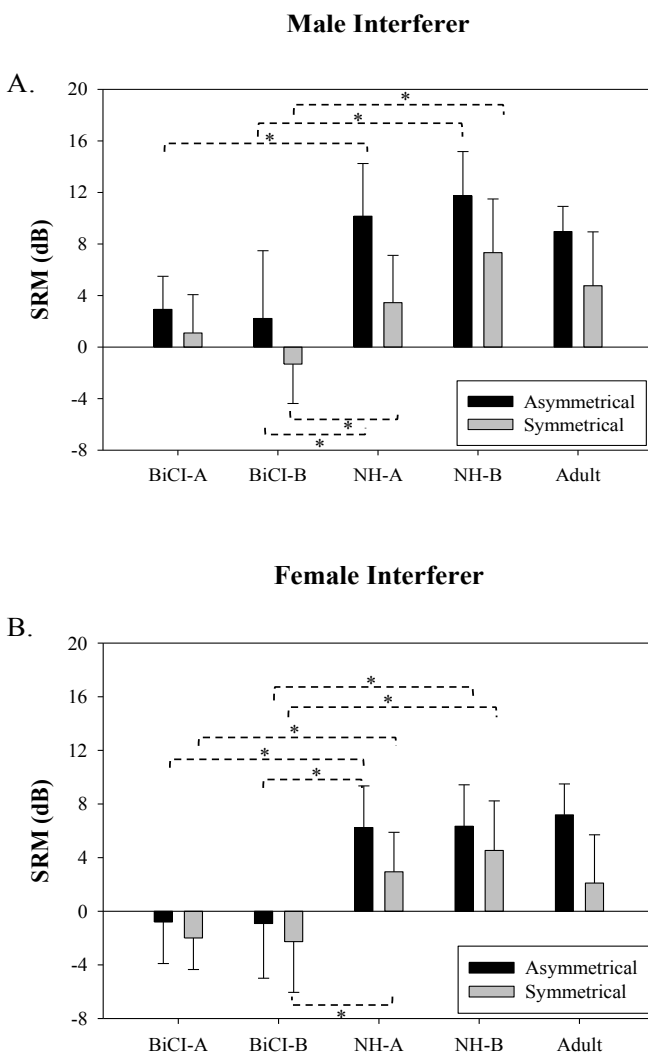 Male Interferer
A.
20
16
12
8
4
0
-4
-8
SRM (dB)
* * *
* *
Asymmetrical
Symmetrical
BiCI-A BiCI-B NH-A NH-B Adult
Female Interferer
B.
20
16
12
8
4
0
-4
-8
SRM (dB)
*
*
*
*
*
*
Asymmetrical
Symmetrical
BiCI-A BiCI-B NH-A NH-B Adult